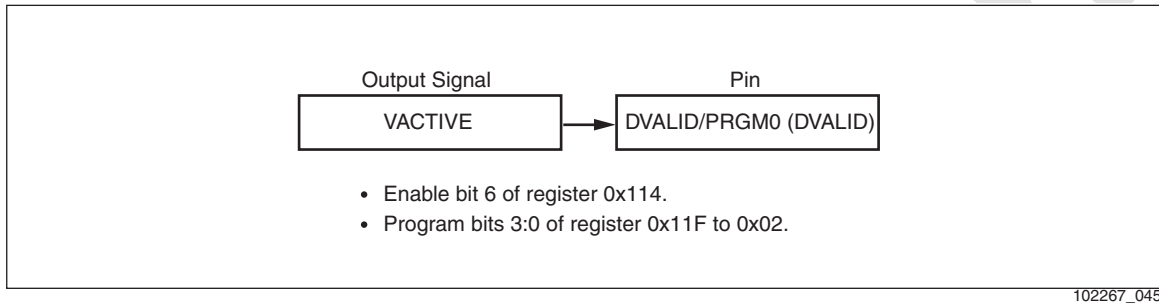 Output Signal Pin
VACTIVE DVALID/PRGM0 (DVALID)
• Enable bit 6 of register 0x114.
• Program bits 3:0 of register 0x11F to 0x02.
102267_045